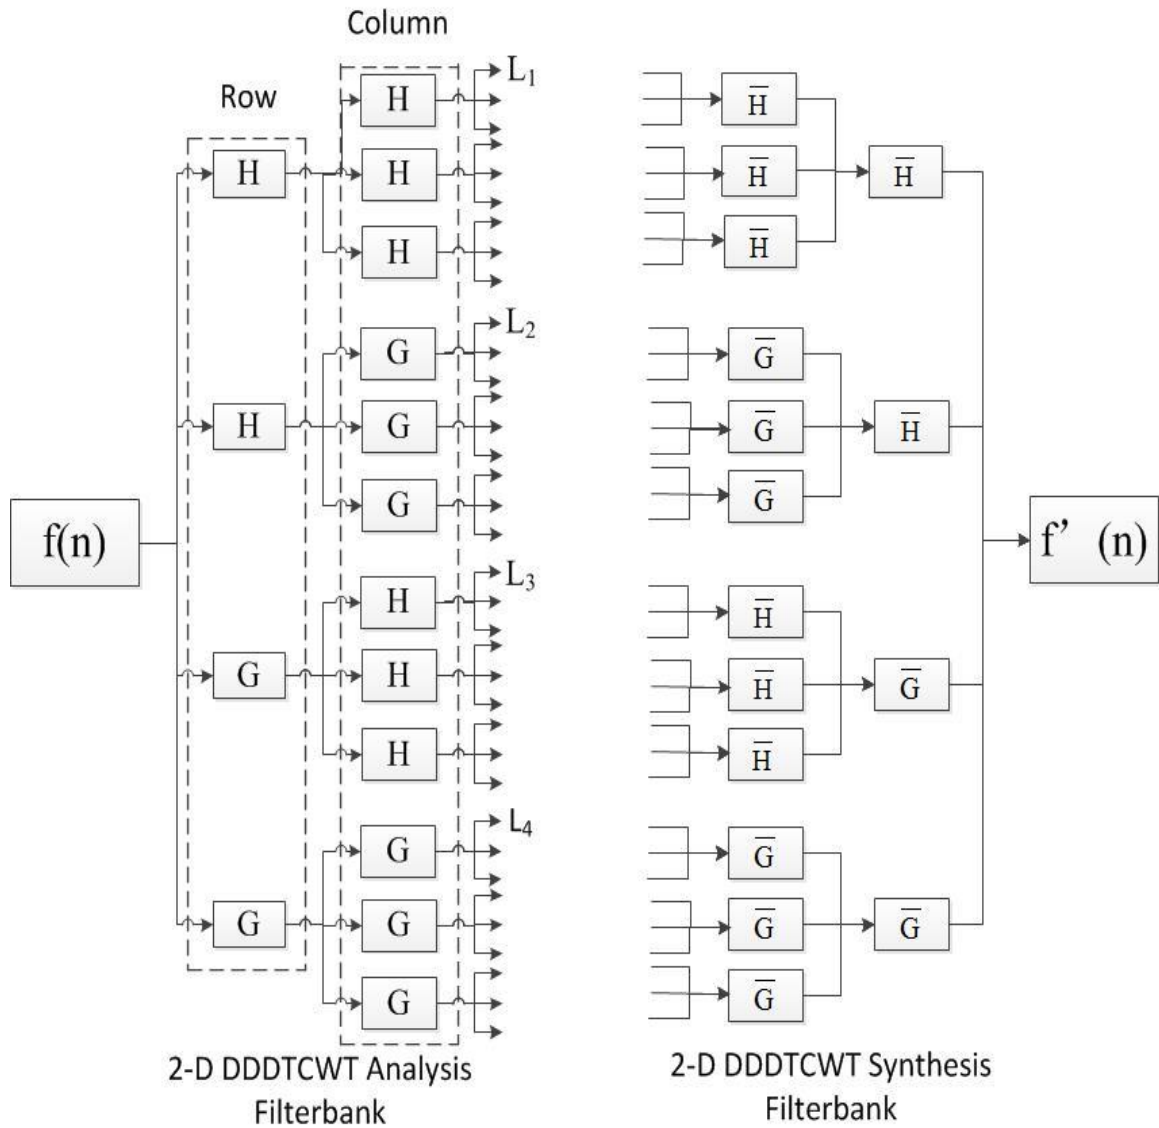 Column
Row
H
L₁
H
H
H
H
G
L₂
G
G
f(n)
G
H
L₃
H
H
G
G
L₄
G
G
2-D DDDTCWT Analysis
Filterbank
H̅
H̅
H̅
H̅
G̅
G̅
H̅
G̅
f’ (n)
H̅
H̅
G̅
H̅
G̅
G̅
G̅
G̅
2-D DDDTCWT Synthesis
Filterbank